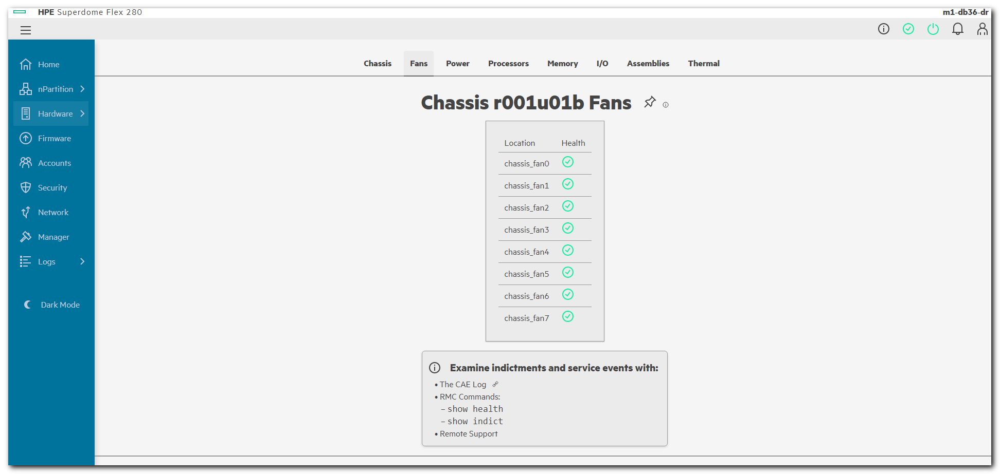 HPE Superdome Flex 280
m1-db36-dr
Home
nPartition
Hardware
Firmware
Accounts
Security
Network
Manager
Logs
Dark Mode
Chassis Fans Power Processors Memory I/O Assemblies Thermal
Chassis r001u01b Fans
Location Health
chassis_fan0
chassis_fan1
chassis_fan2
chassis_fan3
chassis_fan4
chassis_fan5
chassis_fan6
chassis_fan7
Examine indictments and service events with:
• The CAE Log
• RMC Commands:
– show health
– show indict
• Remote Support